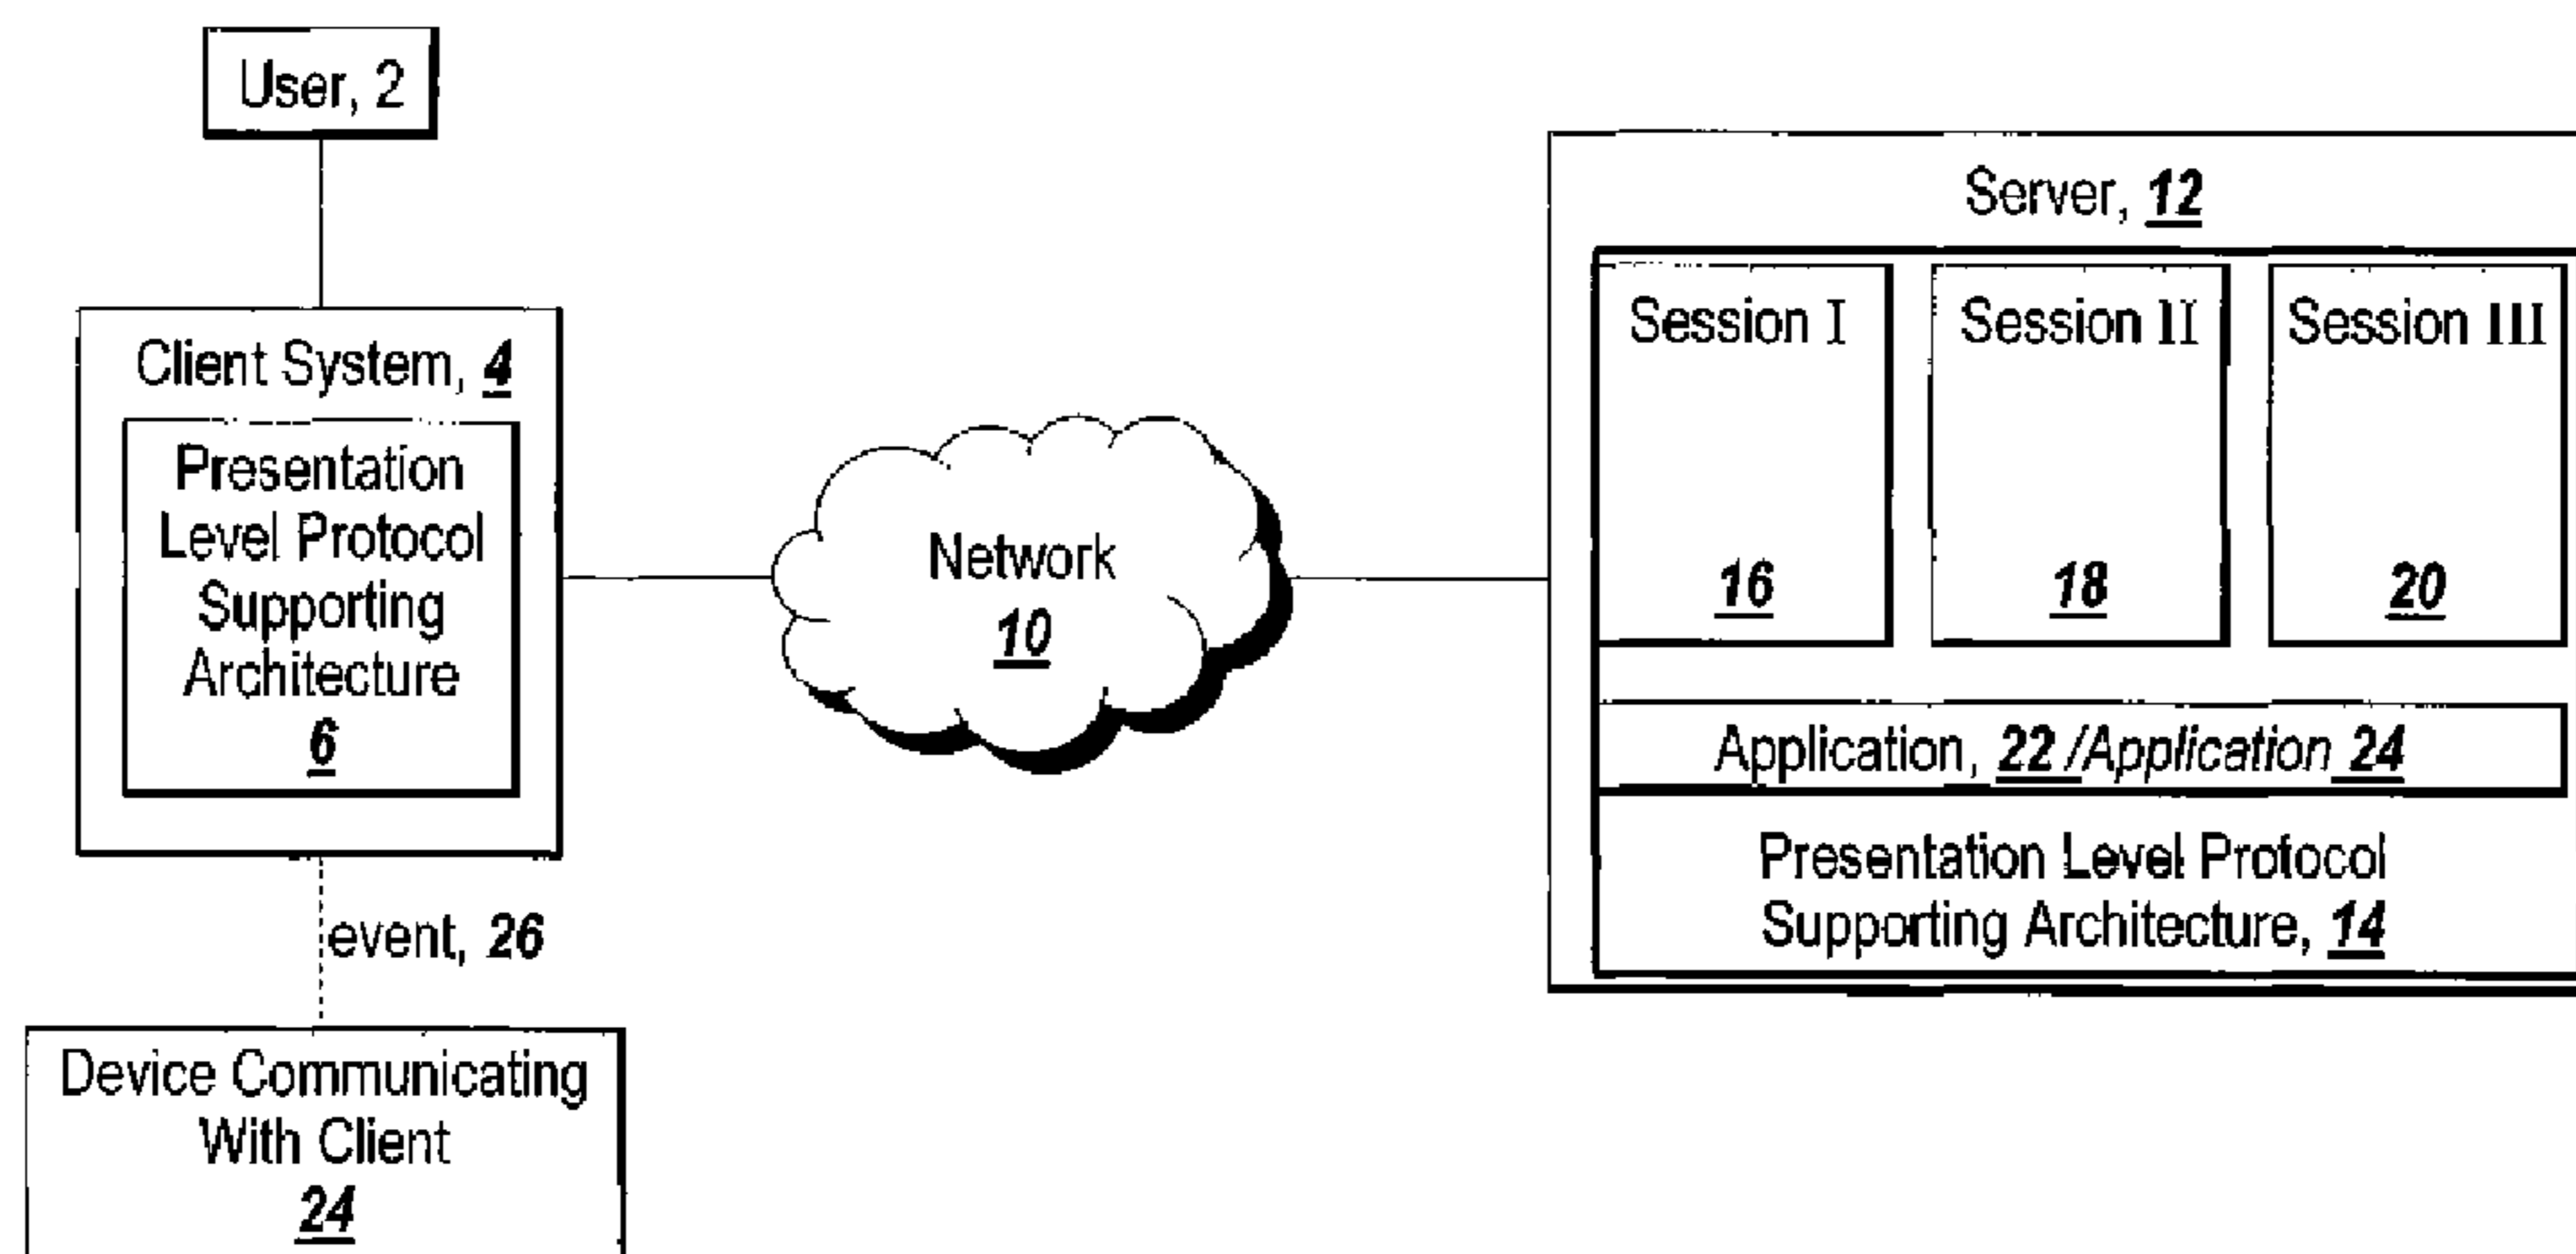 User, 2
Client System, 4
Presentation
Level Protocol
Supporting
Architecture
6
event, 26
Device Communicating
With Client
24
Network
10
Server, 12
Session I
16
Session II
18
Session III
20
Application, 22 /Application 24
Presentation Level Protocol
Supporting Architecture, 14